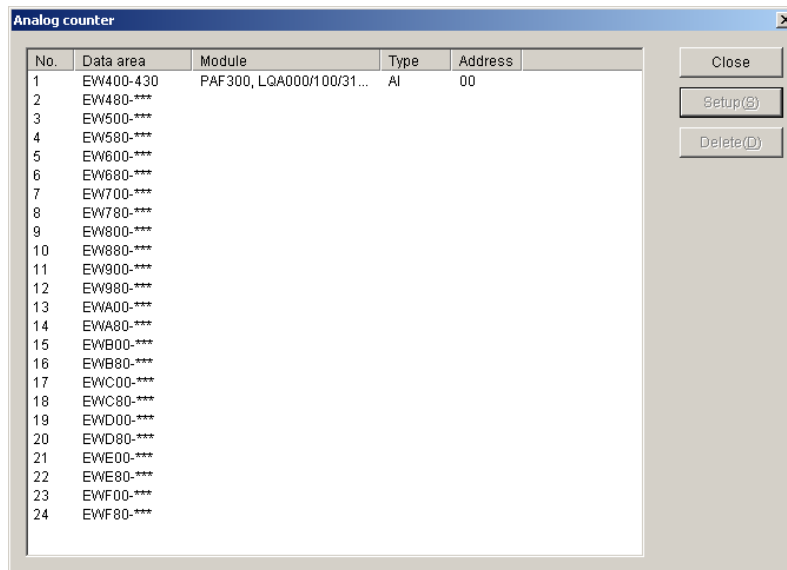 Analog counter
No. Data area Module Type Address
1 EW400-430 PAF300, LQA000/100/31... AI 00
2 EW480-***
3 EW500-***
4 EW580-***
5 EW600-***
6 EW680-***
7 EW700-***
8 EW780-***
9 EW800-***
10 EW880-***
11 EW900-***
12 EW980-***
13 EWA00-***
14 EWA80-***
15 EWB00-***
16 EWB80-***
17 EWC00-***
18 EWC80-***
19 EWD00-***
20 EWD80-***
21 EWE00-***
22 EWE80-***
23 EWF00-***
24 EWF80-***
Close
Setup(S)
Delete(D)